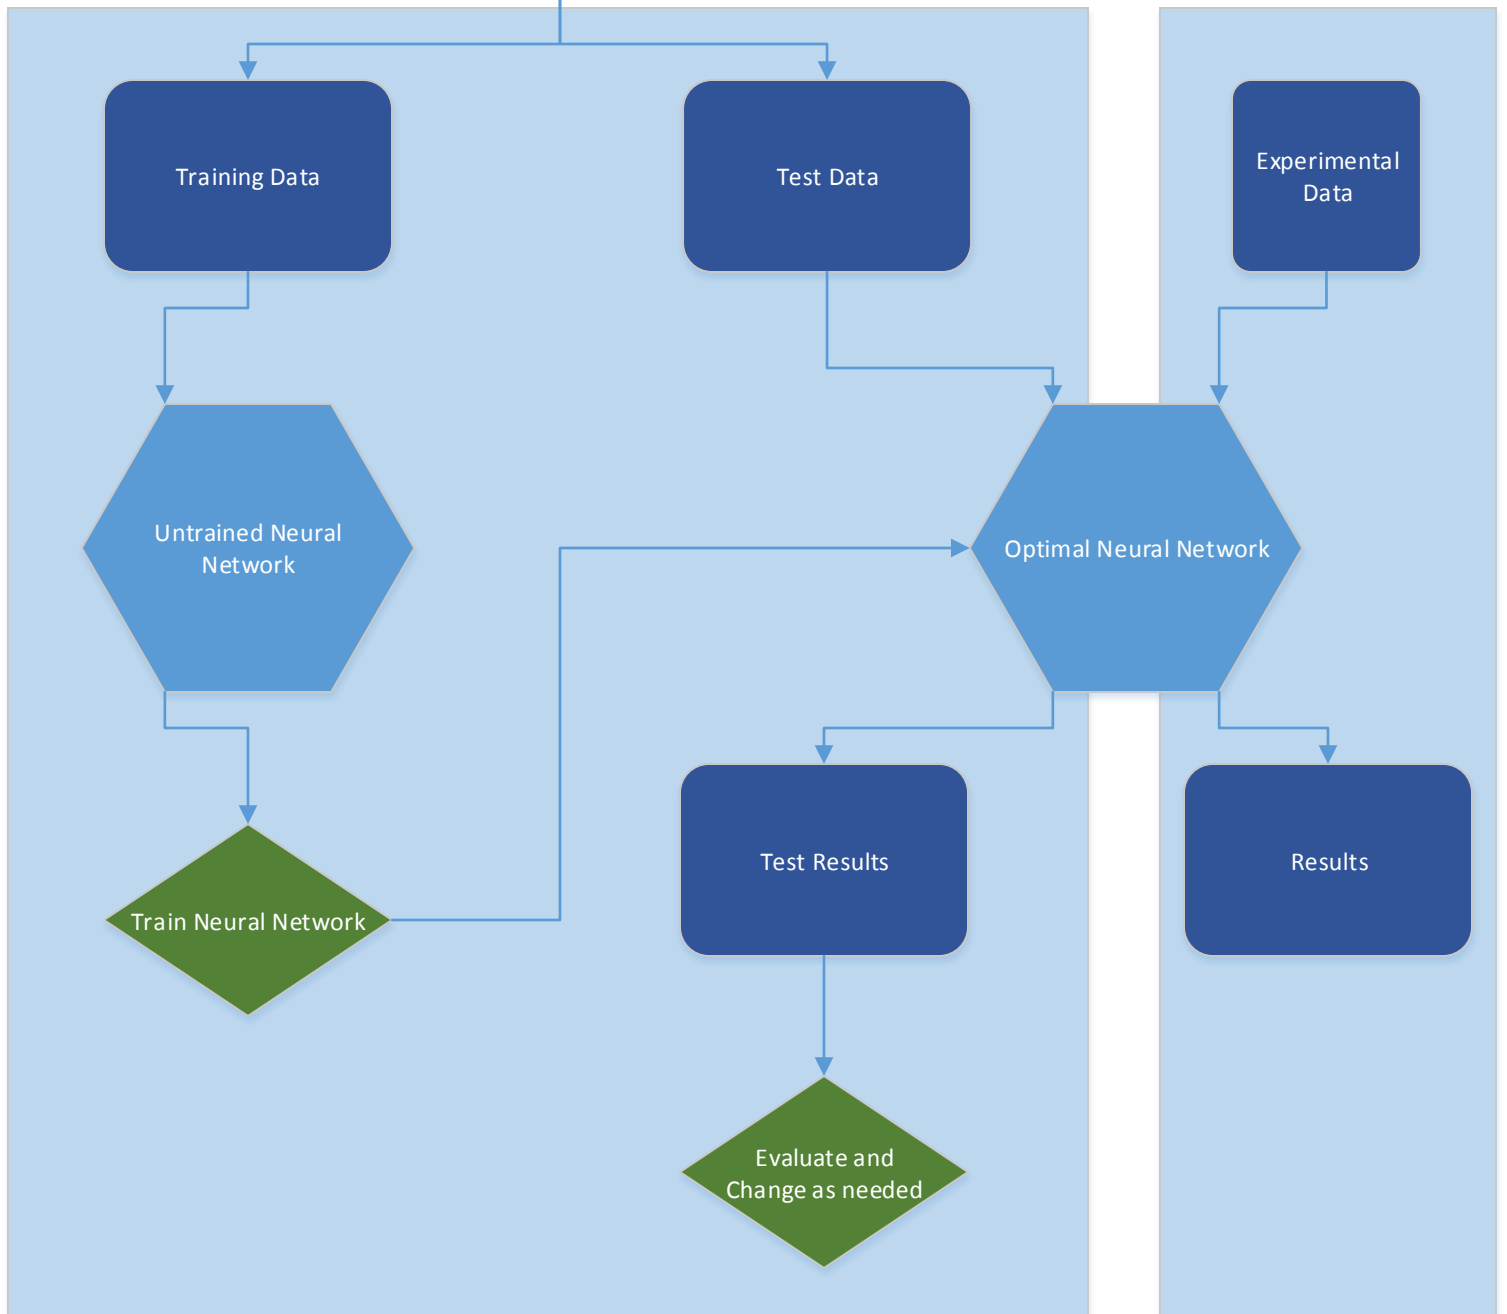 Training Data
Test Data
Experimental
Data
Untrained Neural
Network
Optimal Neural Network
Train Neural Network
Test Results
Results
Evaluate and
Change as needed